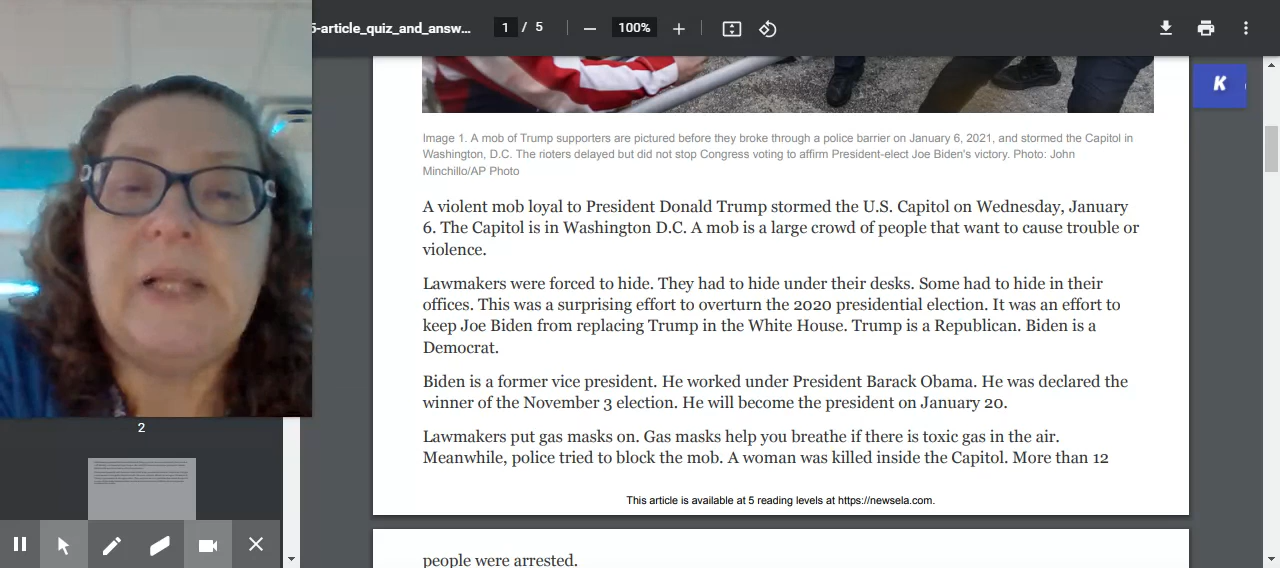 5-article_quiz_and_answ...
1 / 5
100%
K
Image 1. A mob of Trump supporters are pictured before they broke through a police barrier on January 6, 2021, and stormed the Capitol in
Washington, D.C. The rioters delayed but did not stop Congress voting to affirm President-elect Joe Biden's victory. Photo: John
Minchillo/AP Photo
A violent mob loyal to President Donald Trump stormed the U.S. Capitol on Wednesday, January
6. The Capitol is in Washington D.C. A mob is a large crowd of people that want to cause trouble or
violence.
Lawmakers were forced to hide. They had to hide under their desks. Some had to hide in their
offices. This was a surprising effort to overturn the 2020 presidential election. It was an effort to
keep Joe Biden from replacing Trump in the White House. Trump is a Republican. Biden is a
Democrat.
Biden is a former vice president. He worked under President Barack Obama. He was declared the
winner of the November 3 election. He will become the president on January 20.
Lawmakers put gas masks on. Gas masks help you breathe if there is toxic gas in the air.
Meanwhile, police tried to block the mob. A woman was killed inside the Capitol. More than 12
This article is available at 5 reading levels at https://newsela.com.
people were arrested.
2